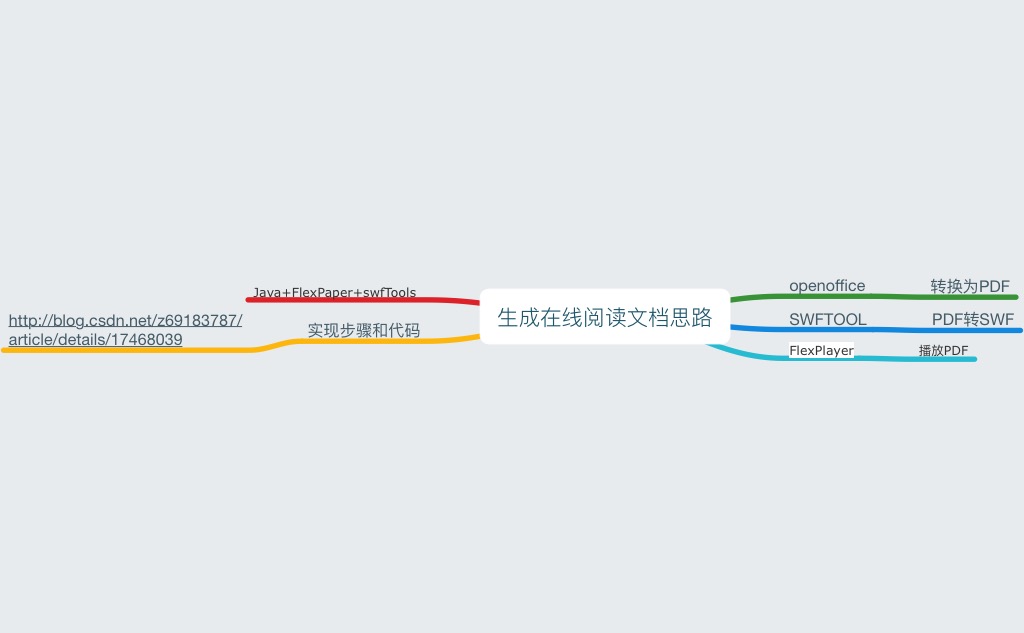 生成在线阅读文档思路
openoffice
转换为PDF
SWFTOOL
PDF转SWF
FlexPlayer
播放PDF
Java+FlexPaper+swfTools
实现步骤和代码
http://blog.csdn.net/z69183787/
article/details/17468039